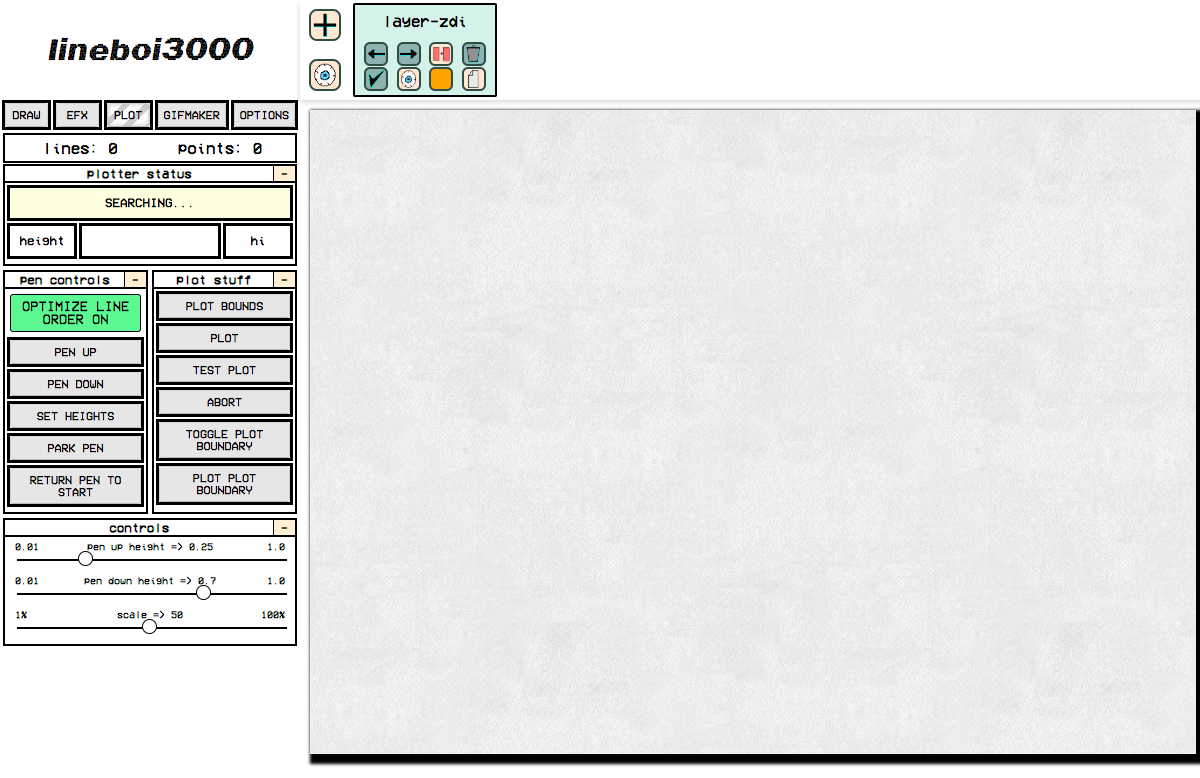 lineboi3000
layer-zdi
DRAW
EFX
PLOT
GIFMAKER
OPTIONS
lines: 0
points: 0
plotter status
-
SEARCHING...
height
hi
pen controls
-
OPTIMIZE LINE
ORDER ON
PEN UP
PEN DOWN
SET HEIGHTS
PARK PEN
RETURN PEN TO
START
plot stuff
-
PLOT BOUNDS
PLOT
TEST PLOT
ABORT
TOGGLE PLOT
BOUNDARY
PLOT PLOT
BOUNDARY
controls
-
0.01 pen up height => 0.25 1.0
0.01 pen down height => 0.7 1.0
1% scale => 50 100%